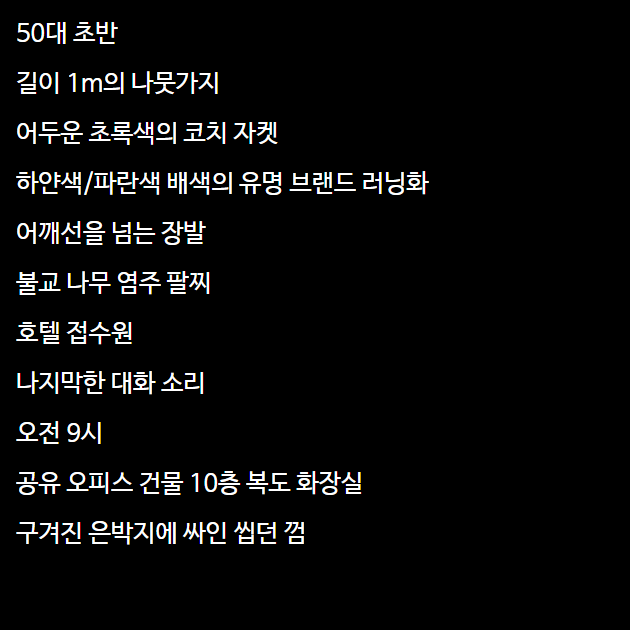 50대 초반
길이 1m의 나뭇가지
어두운 초록색의 코치 자켓
하얀색/파란색 배색의 유명 브랜드 러닝화
어깨선을 넘는 장발
불교 나무 염주 팔찌
호텔 접수원
나지막한 대화 소리
오전 9시
공유 오피스 건물 10층 복도 화장실
구겨진 은박지에 싸인 씹던 껌